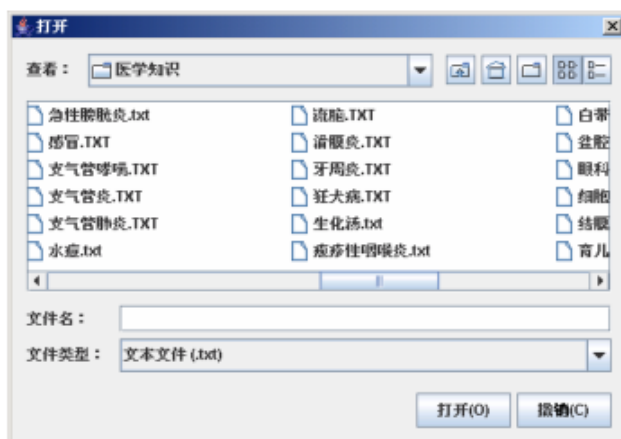 打开
查看： 医学知识
急性膀胱炎.txt 流脑.TXT 白带
感冒.TXT 滑膜炎.TXT 盆腔
支气管哮喘.TXT 牙周炎.TXT 眼科
支气管炎.TXT 狂犬病.TXT 细胞
支气管肺炎.TXT 生化汤.txt 结膜
水痘.txt 疱疹性咽喉炎.txt 育儿
文件名：
文件类型： 文本文件 (.txt)
打开(O) 撤销(C)